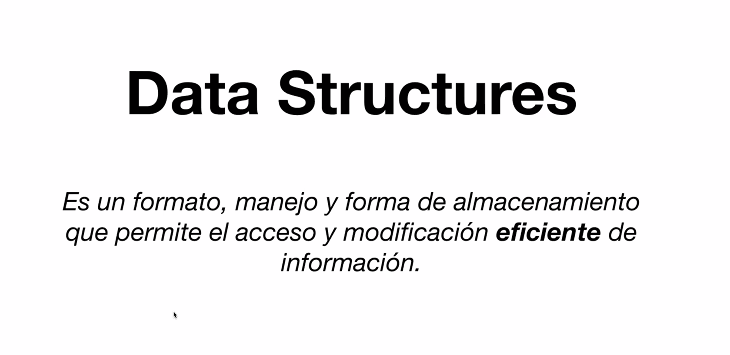 Data Structures
Es un formato, manejo y forma de almacenamiento
que permite el acceso y modificación eficiente de
información.